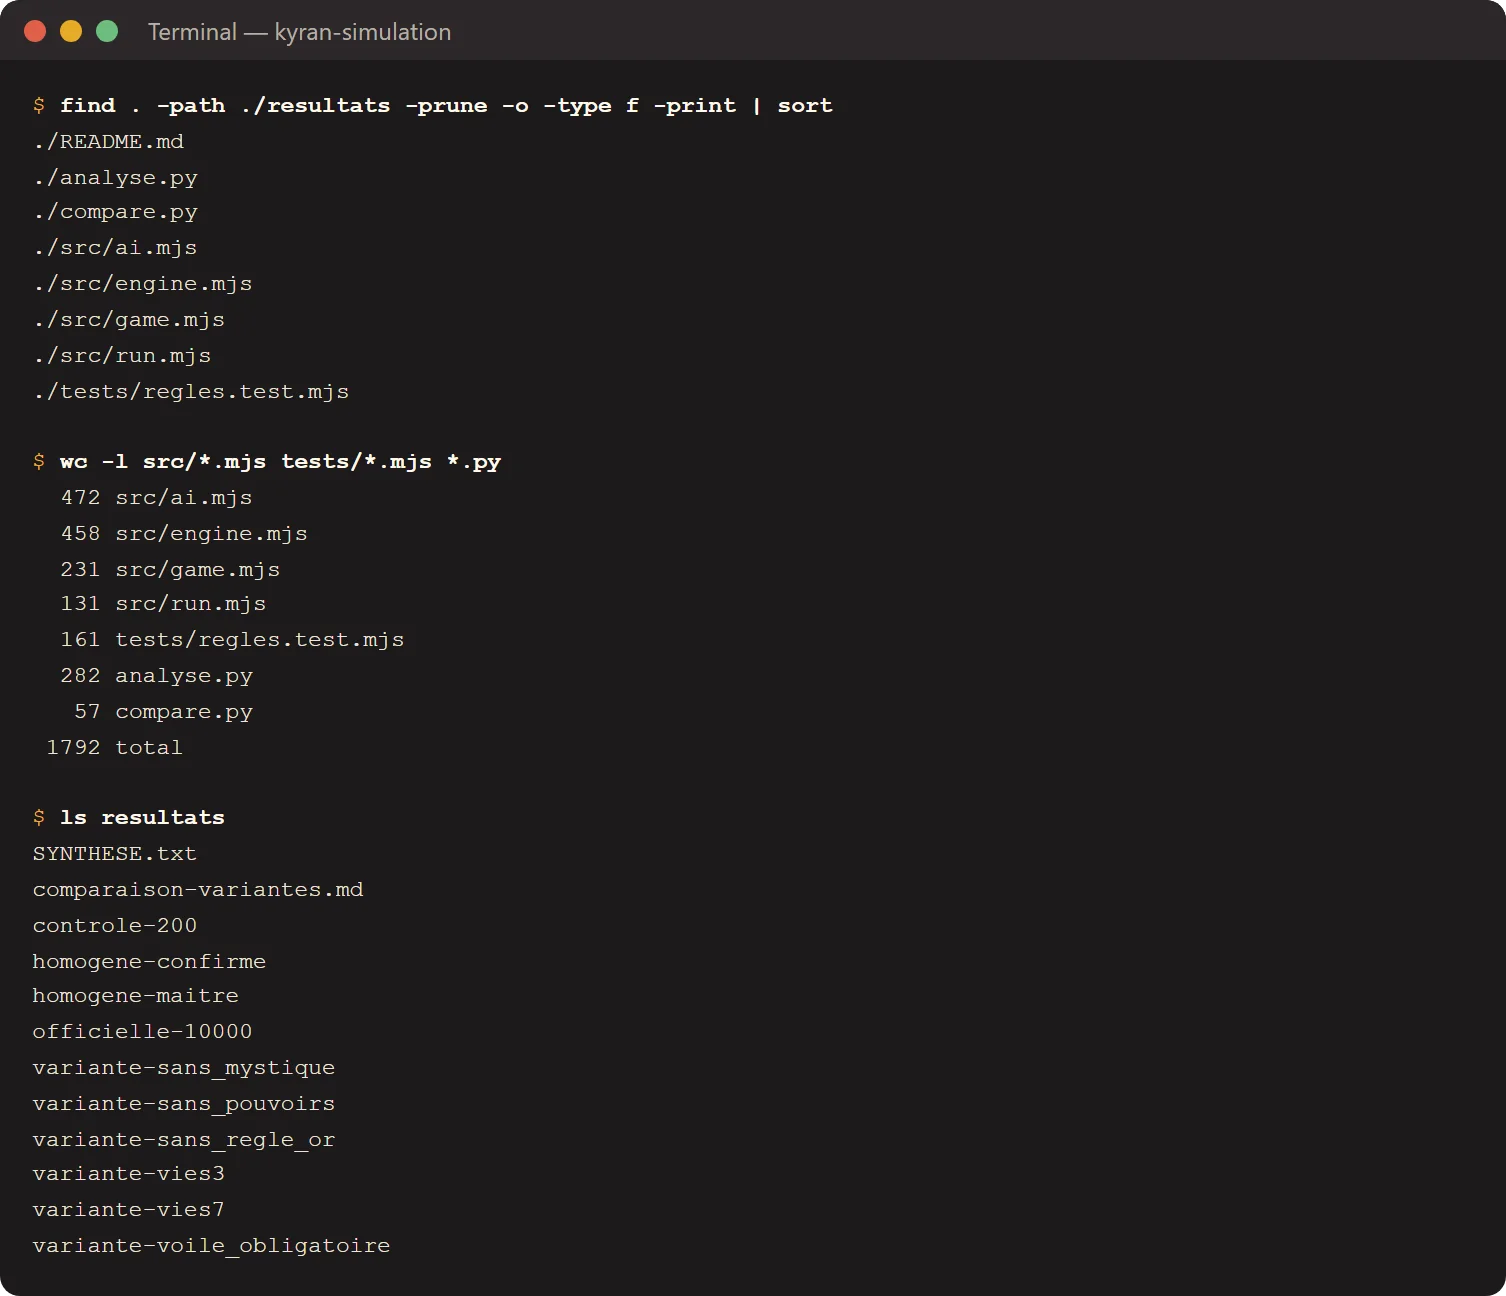 Terminal — kyran-simulation
$ find . -path ./resultats -prune -o -type f -print | sort
./README.md
./analyse.py
./compare.py
./src/ai.mjs
./src/engine.mjs
./src/game.mjs
./src/run.mjs
./tests/regles.test.mjs
$ wc -l src/*.mjs tests/*.mjs *.py
472 src/ai.mjs
458 src/engine.mjs
231 src/game.mjs
131 src/run.mjs
161 tests/regles.test.mjs
282 analyse.py
57 compare.py
1792 total
$ ls resultats
SYNTHESE.txt
comparaison-variantes.md
controle-200
homogene-confirme
homogene-maitre
officielle-10000
variante-sans_mystique
variante-sans_pouvoirs
variante-sans_regle_or
variante-vies3
variante-vies7
variante-voile_obligatoire